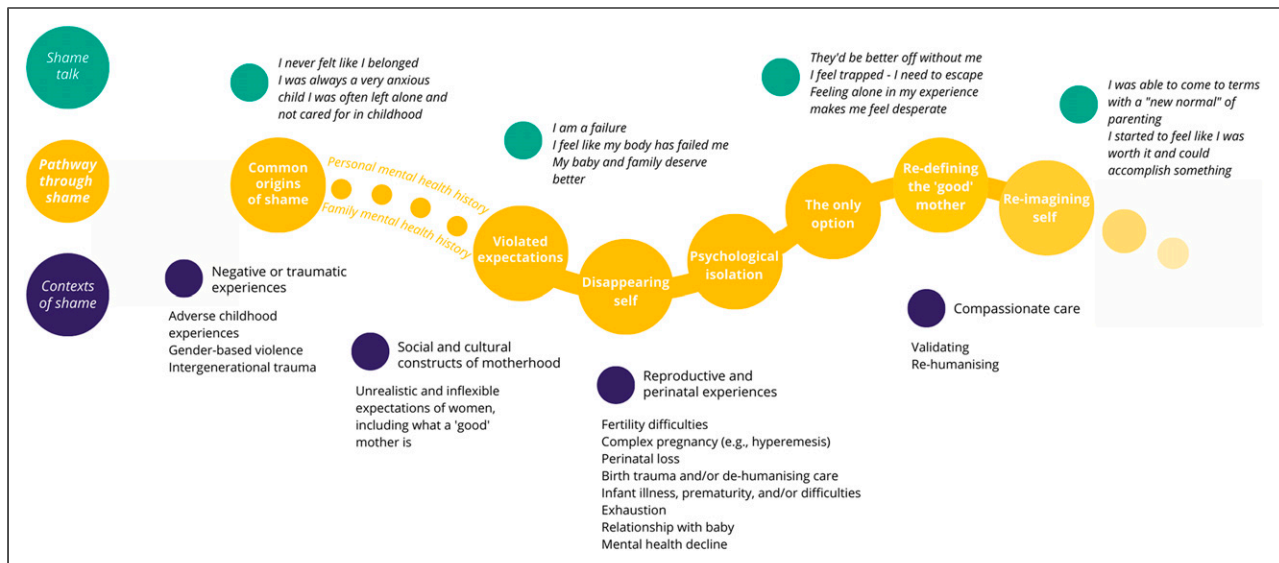 Shame
talk
I never felt like I belonged
I was always a very anxious
child I was often left alone and
not cared for in childhood
I am a failure
I feel like my body has failed me
My baby and family deserve
better
They'd be better off without me
I feel trapped - I need to escape
Feeling alone in my experience
makes me feel desperate
I was able to come to terms
with a "new normal" of
parenting
I started to feel like I was
worth it and could
accomplish something
Pathway
through
shame
Common
origins
of shame
Personal mental health history
Family mental health history
Violated
expectations
Disappearing
self
Psychological
isolation
The only
option
Re-defining
the 'good'
mother
Re-imagining
self
Contexts
of shame
Negative or traumatic
experiences
Adverse childhood
experiences
Gender-based violence
Intergenerational trauma
Social and cultural
constructs of motherhood
Unrealistic and inflexible
expectations of women,
including what a 'good'
mother is
Reproductive and
perinatal experiences
Fertility difficulties
Complex pregnancy (e.g., hyperemesis)
Perinatal loss
Birth trauma and/or de-humanising care
Infant illness, prematurity, and/or difficulties
Exhaustion
Relationship with baby
Mental health decline
Compassionate care
Validating
Re-humanising